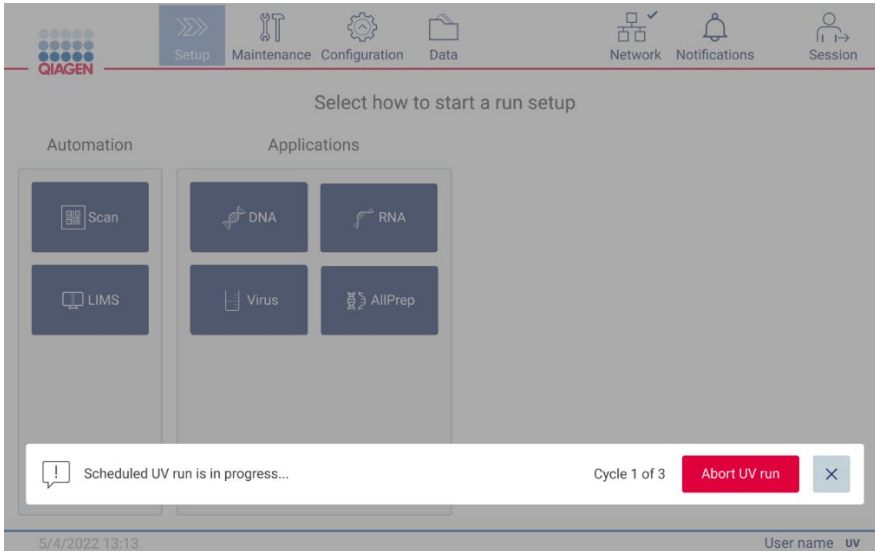 QIAGEN
Setup
Maintenance
Configuration
Data
Network
Notifications
Session
Select how to start a run setup
Automation
Applications
Scan
DNA
RNA
LIMS
Virus
AllPrep
Scheduled UV run is in progress...
Cycle 1 of 3
Abort UV run
5/4/2022 13:13
User name UV